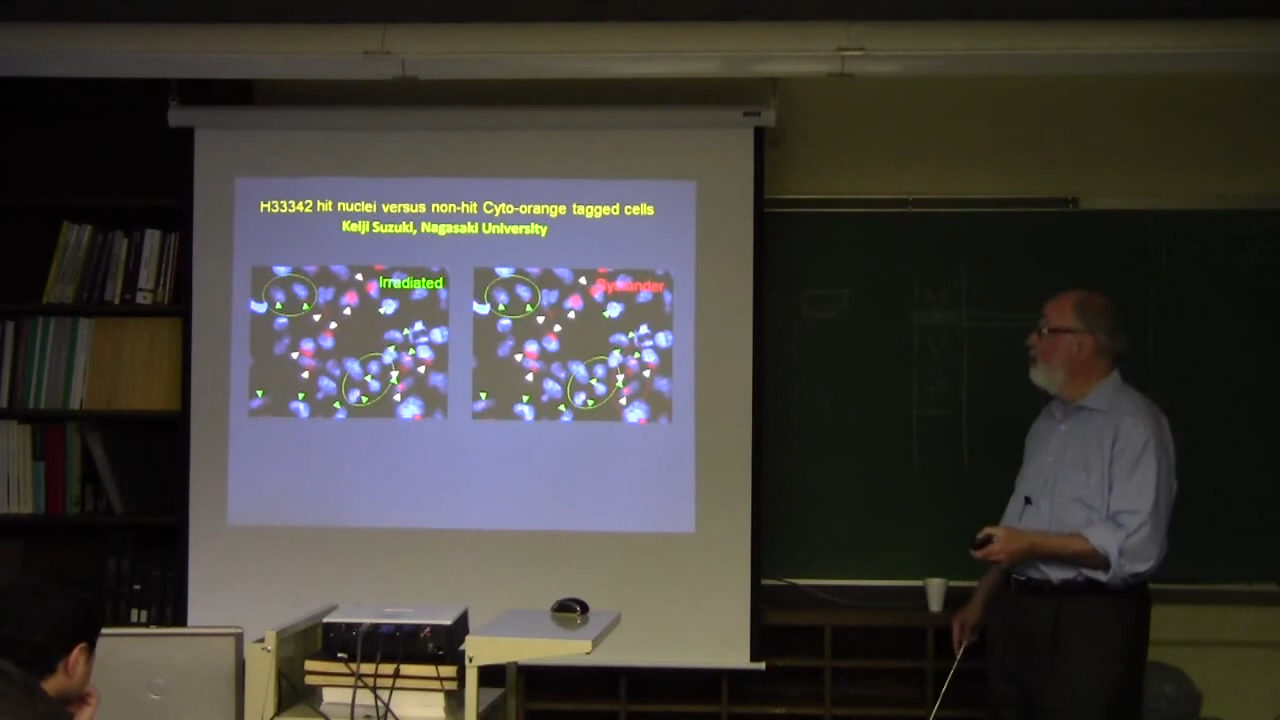 H33342 hit nuclei versus non-hit Cyto-orange tagged cells
Keiji Suzuki, Nagasaki University
Irradiated
Bystander